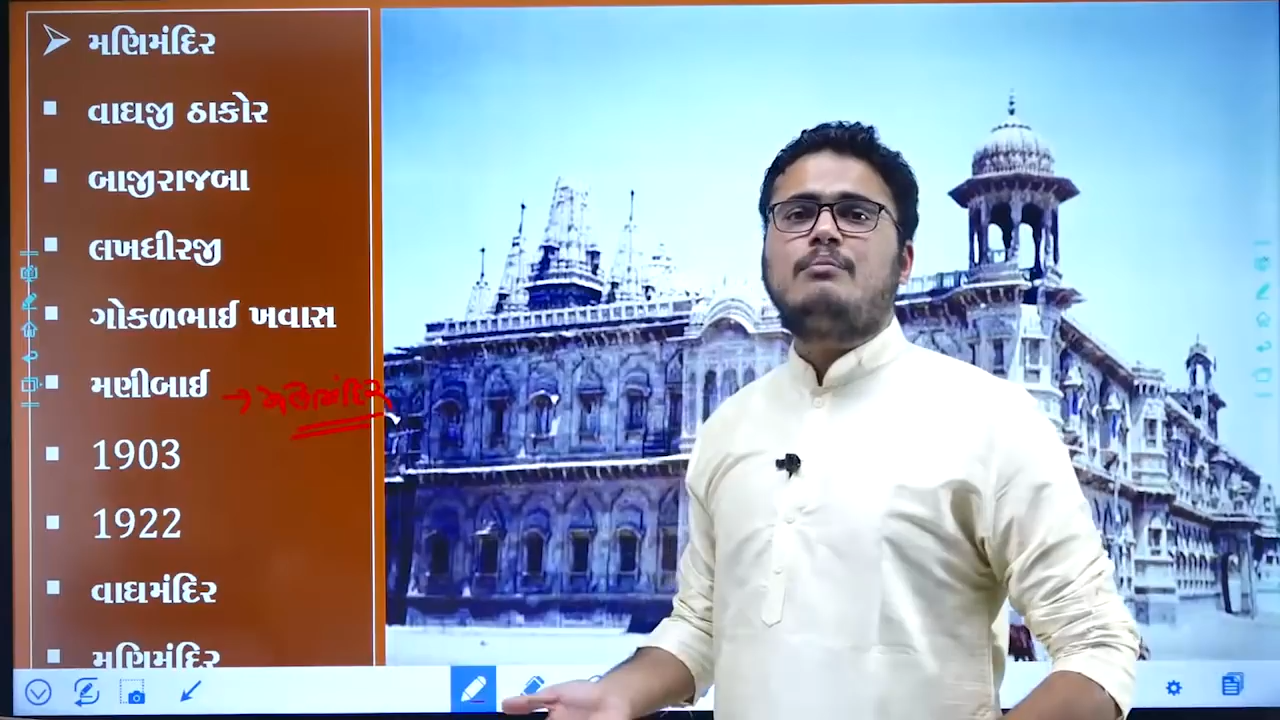 મણિમંદિર
વાઘજી ઠાકોર
બાજીરાજબા
લખધીરજી
ગોકળભાઈ ખવાસ
મણીબાઈ
1903
1922
વાઘમંદિર
મણિમંદિર